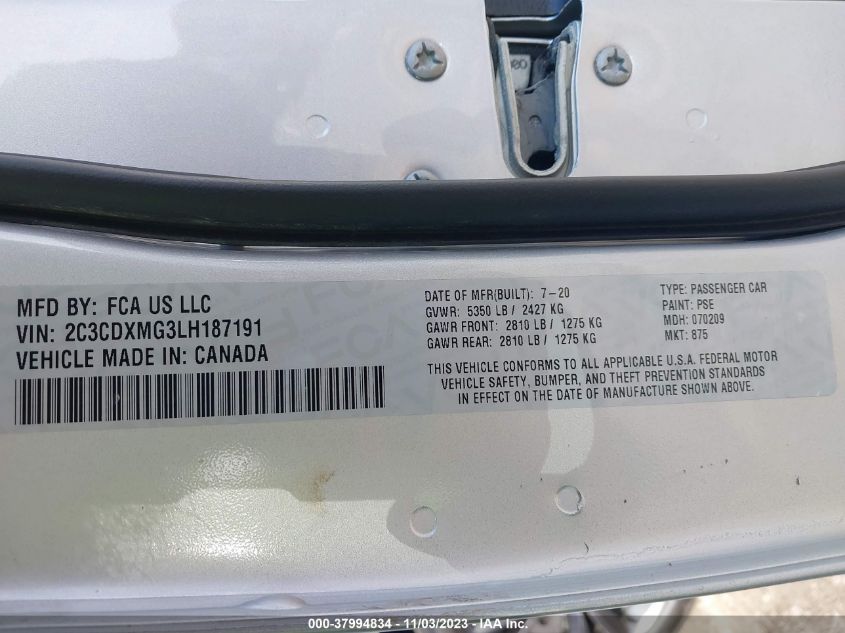 MFD BY: FCA US LLC
VIN: 2C3CDXMG3LH187191
VEHICLE MADE IN: CANADA
DATE OF MFR(BUILT): 7-20
GVWR: 5350 LB / 2427 KG
GAWR FRONT: 2810 LB / 1275 KG
GAWR REAR: 2810 LB / 1275 KG
TYPE: PASSENGER CAR
PAINT: PSE
MDH: 070209
MKT: 875
THIS VEHICLE CONFORMS TO ALL APPLICABLE U.S.A. FEDERAL MOTOR
VEHICLE SAFETY, BUMPER, AND THEFT PREVENTION STANDARDS
IN EFFECT ON THE DATE OF MANUFACTURE SHOWN ABOVE.
000-37994834 - 11/03/2023 - IAAI.com